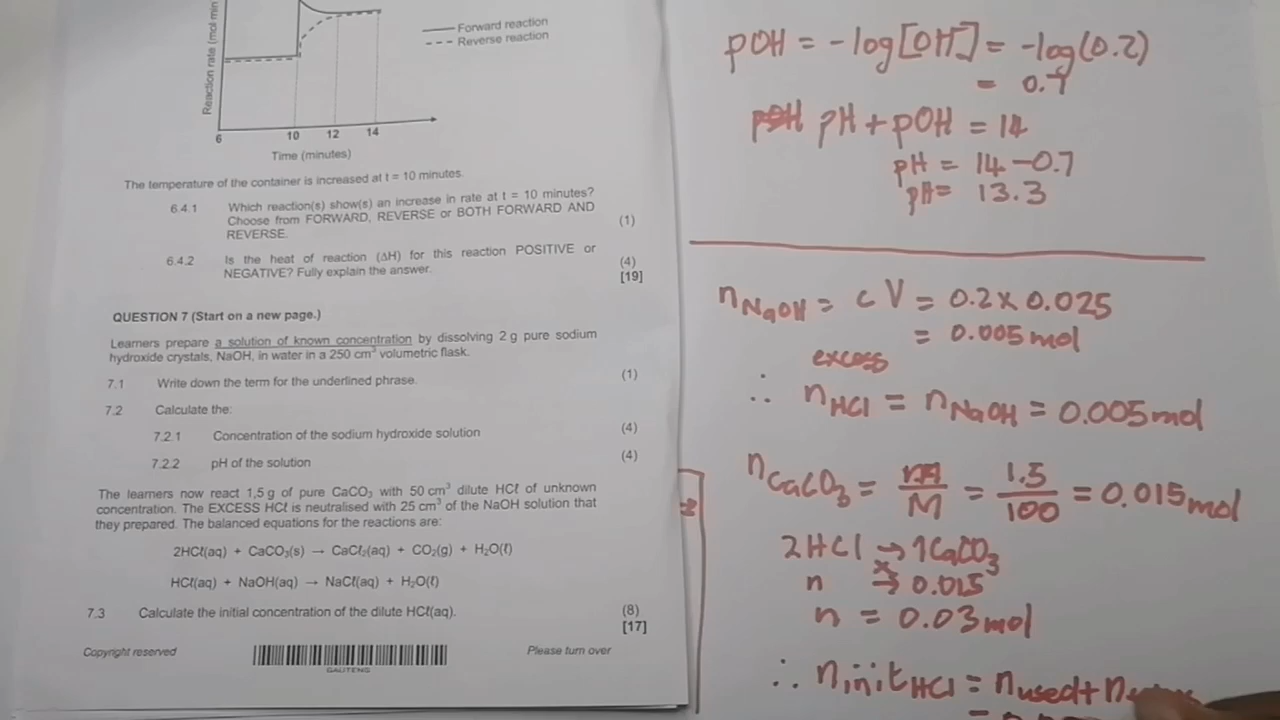 Reaction rate (mol min
Forward reaction
Reverse reaction
6 10 12 14
Time (minutes)
The temperature of the container is increased at t = 10 minutes.
6.4.1 Which reaction(s) show(s) an increase in rate at t = 10 minutes?
Choose from FORWARD, REVERSE or BOTH FORWARD AND
REVERSE. (1)
6.4.2 Is the heat of reaction (ΔH) for this reaction POSITIVE or
NEGATIVE? Fully explain the answer. (4)
[19]
QUESTION 7 (Start on a new page.)
Learners prepare a solution of known concentration by dissolving 2 g pure sodium
hydroxide crystals, NaOH, in water in a 250 cm³ volumetric flask.
7.1 Write down the term for the underlined phrase. (1)
7.2 Calculate the:
7.2.1 Concentration of the sodium hydroxide solution (4)
7.2.2 pH of the solution (4)
The learners now react 1,5 g of pure CaCO₃ with 50 cm³ dilute HCℓ of unknown
concentration. The EXCESS HCℓ is neutralised with 25 cm³ of the NaOH solution that
they prepared. The balanced equations for the reactions are:
2HCℓ(aq) + CaCO₃(s) → CaCℓ₂(aq) + CO₂(g) + H₂O(ℓ)
HCℓ(aq) + NaOH(aq) → NaCℓ(aq) + H₂O(ℓ)
7.3 Calculate the initial concentration of the dilute HCℓ(aq). (8)
[17]
Copyright reserved Please turn over
GAUTENG
pOH = -log[OH⁻] = -log(0.2)
= 0.7
pH + pOH = 14
pH = 14 - 0.7
pH = 13.3
nNaOH = cV = 0.2 x 0.025
= 0.005 mol
excess
∴ nHCl = nNaOH = 0.005 mol
nCaCO₃ = m/M = 1.5/100 = 0.015 mol
2HCl → 1CaCO₃
x
n → 0.015
n = 0.03 mol
∴ ninit HCl = nused +